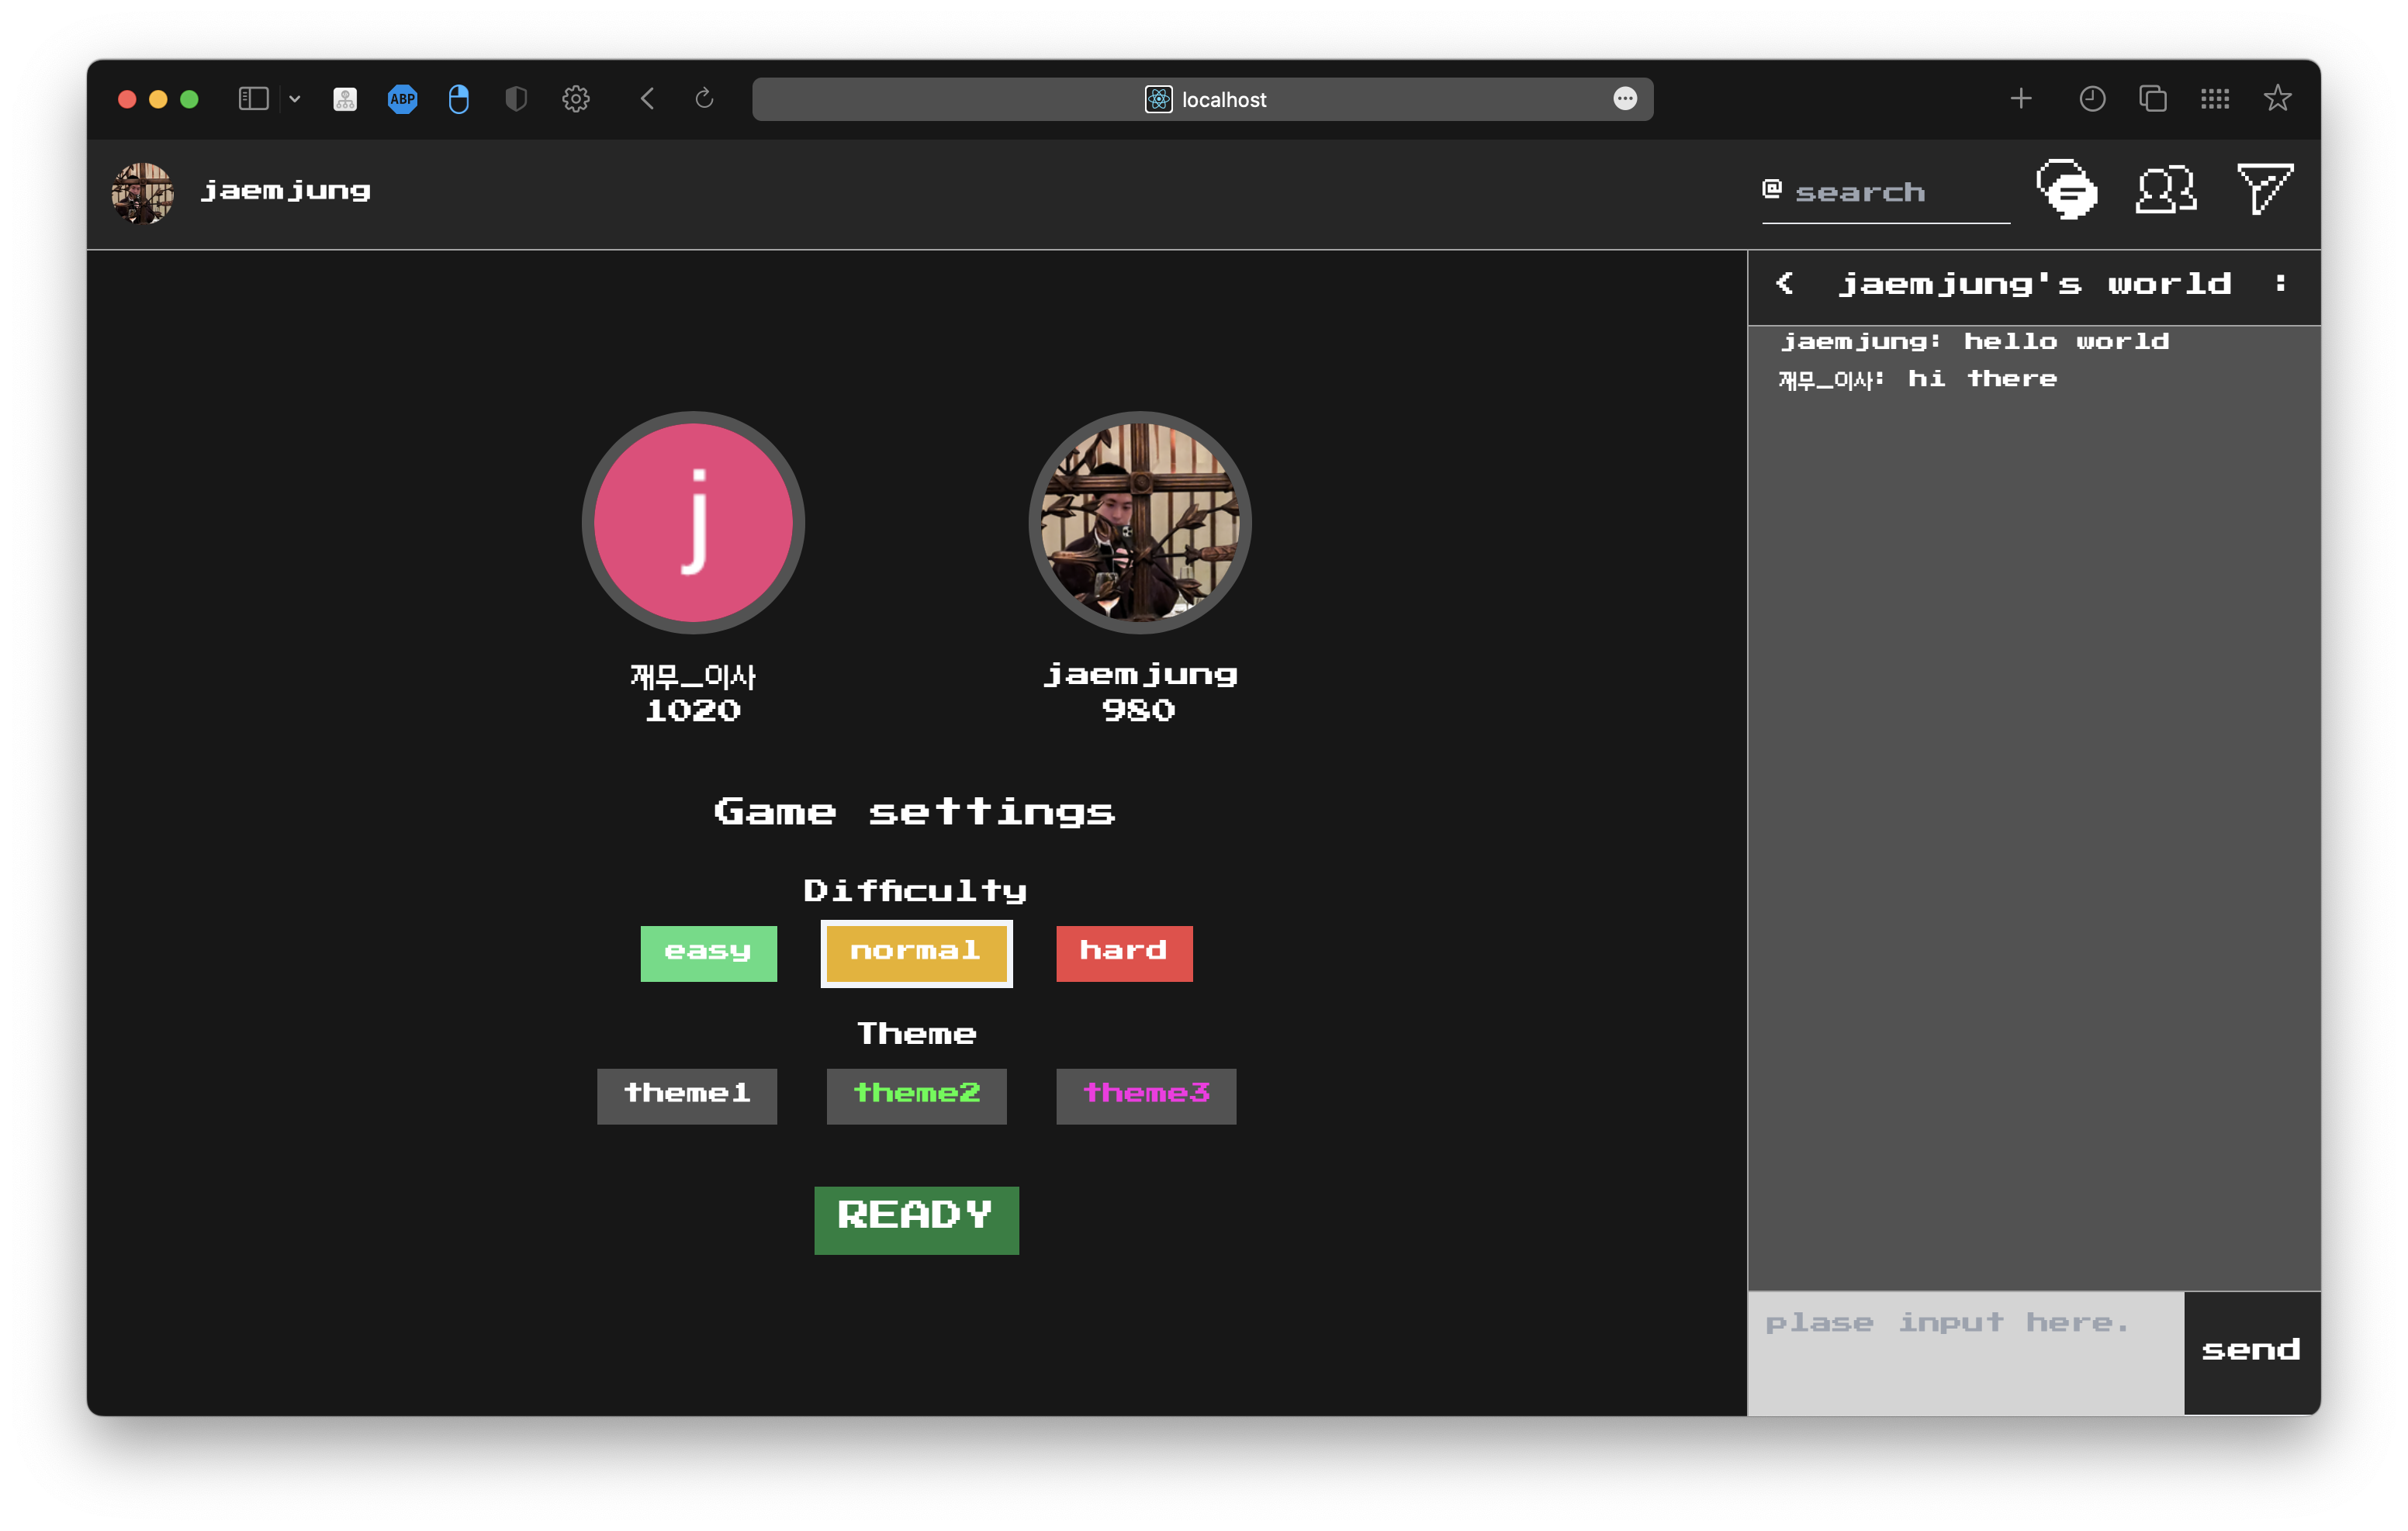 ABP
localhost
jaemjung
@ search
< jaemjung's world :
jaemjung: hello world
재무_이사: hi there
j
재무_이사
1020
jaemjung
980
Game settings
Difficulty
easy normal hard
Theme
theme1 theme2 theme3
READY
plase input here.
send